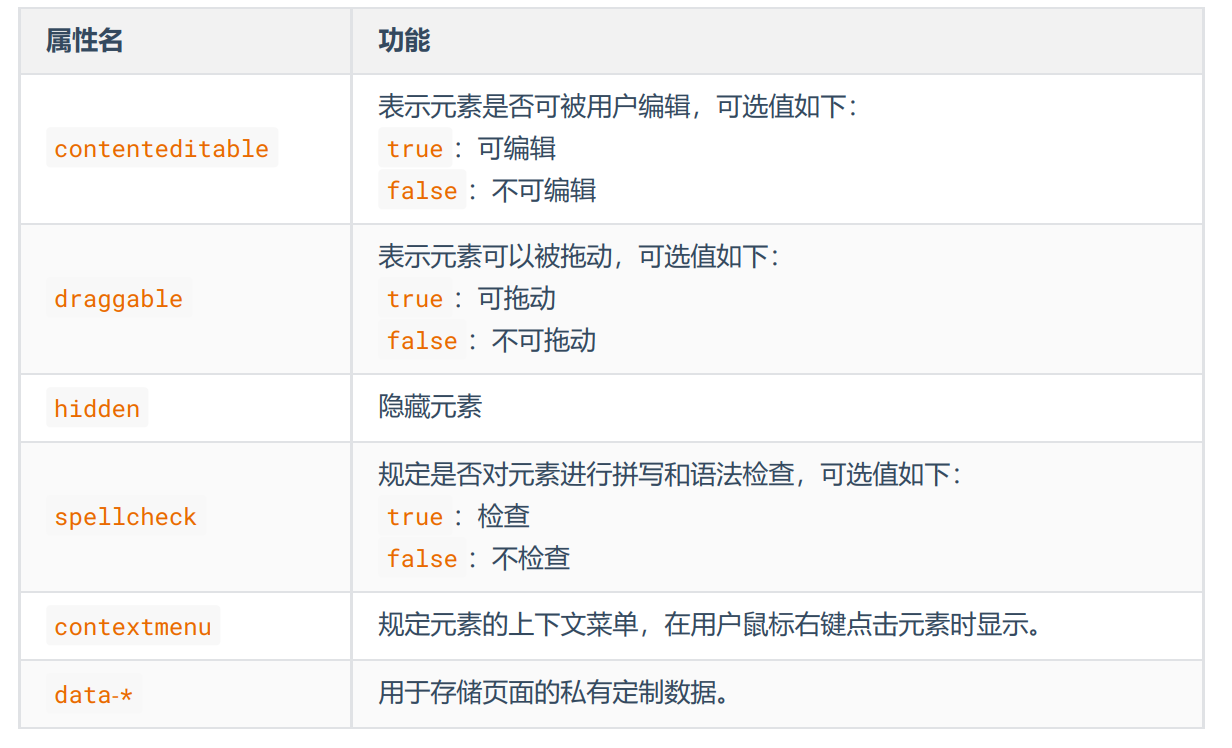 属性名 功能
contenteditable 表示元素是否可被用户编辑，可选值如下：
true ：可编辑
false ：不可编辑
draggable 表示元素可以被拖动，可选值如下：
true ：可拖动
false ：不可拖动
hidden 隐藏元素
spellcheck 规定是否对元素进行拼写和语法检查，可选值如下：
true ：检查
false ：不检查
contextmenu 规定元素的上下文菜单，在用户鼠标右键点击元素时显示。
data-* 用于存储页面的私有定制数据。